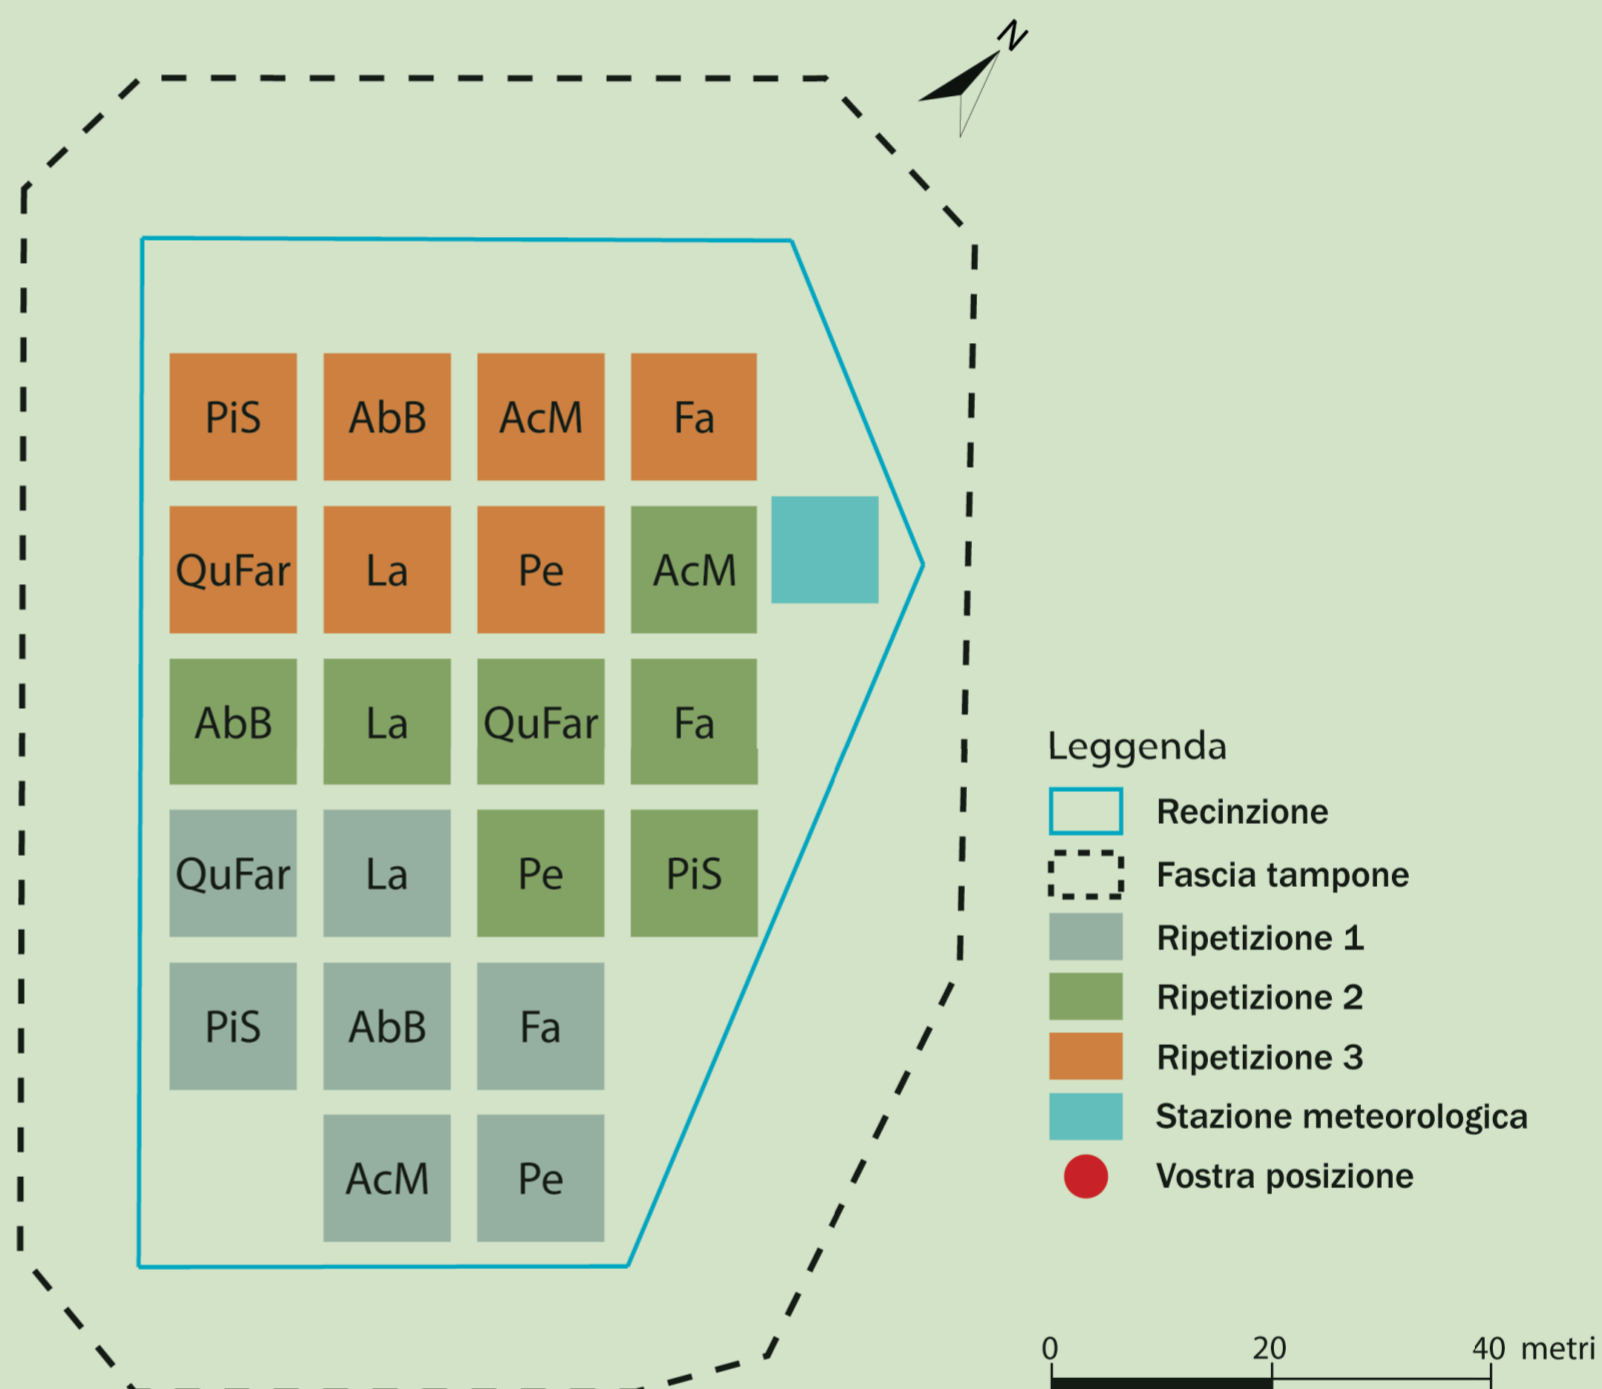 N
PiS AbB AcM Fa
QuFar La Pe AcM
AbB La QuFar Fa
QuFar La Pe PiS
PiS AbB Fa
AcM Pe
Leggenda
Recinzione
Fascia tampone
Ripetizione 1
Ripetizione 2
Ripetizione 3
Stazione meteorologica
Vostra posizione
0 20 40 metri